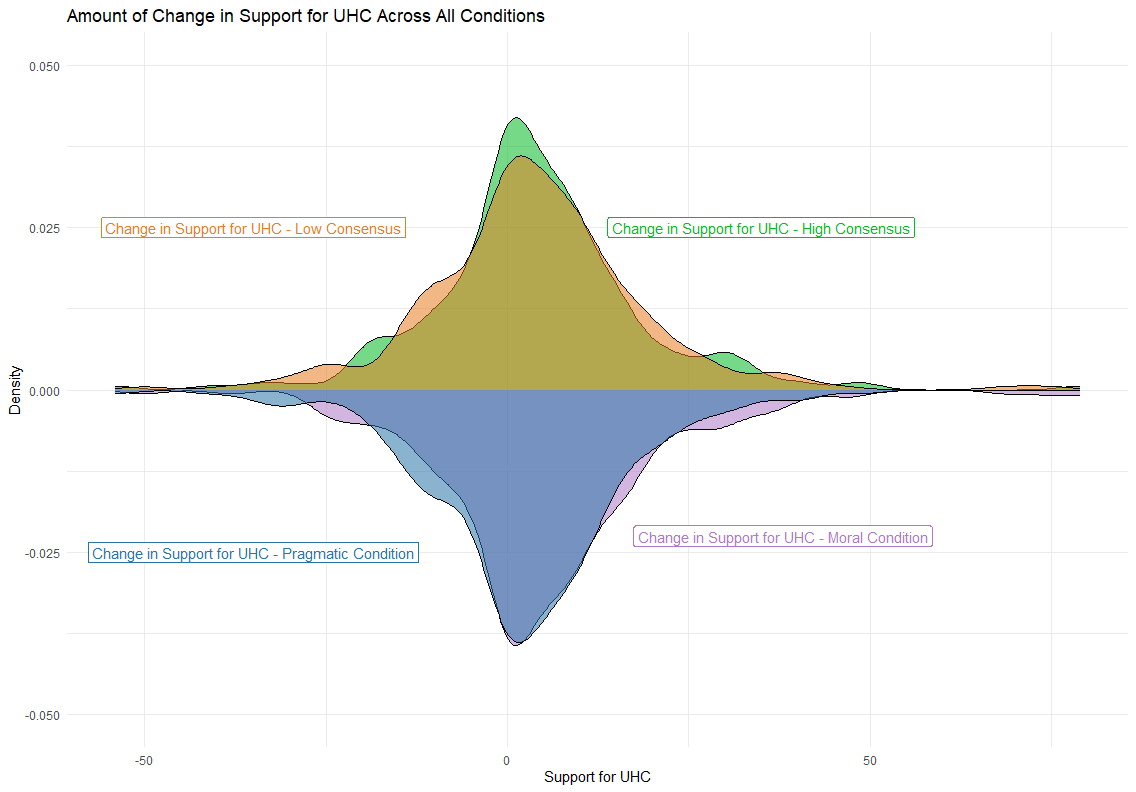 Amount of Change in Support for UHC Across All Conditions
0.050
Change in Support for UHC - Low Consensus
Change in Support for UHC - High Consensus
0.025
0.000
Density
Change in Support for UHC - Moral Condition
Change in Support for UHC - Pragmatic Condition
-0.025
-0.050
-50
0
50
Support for UHC